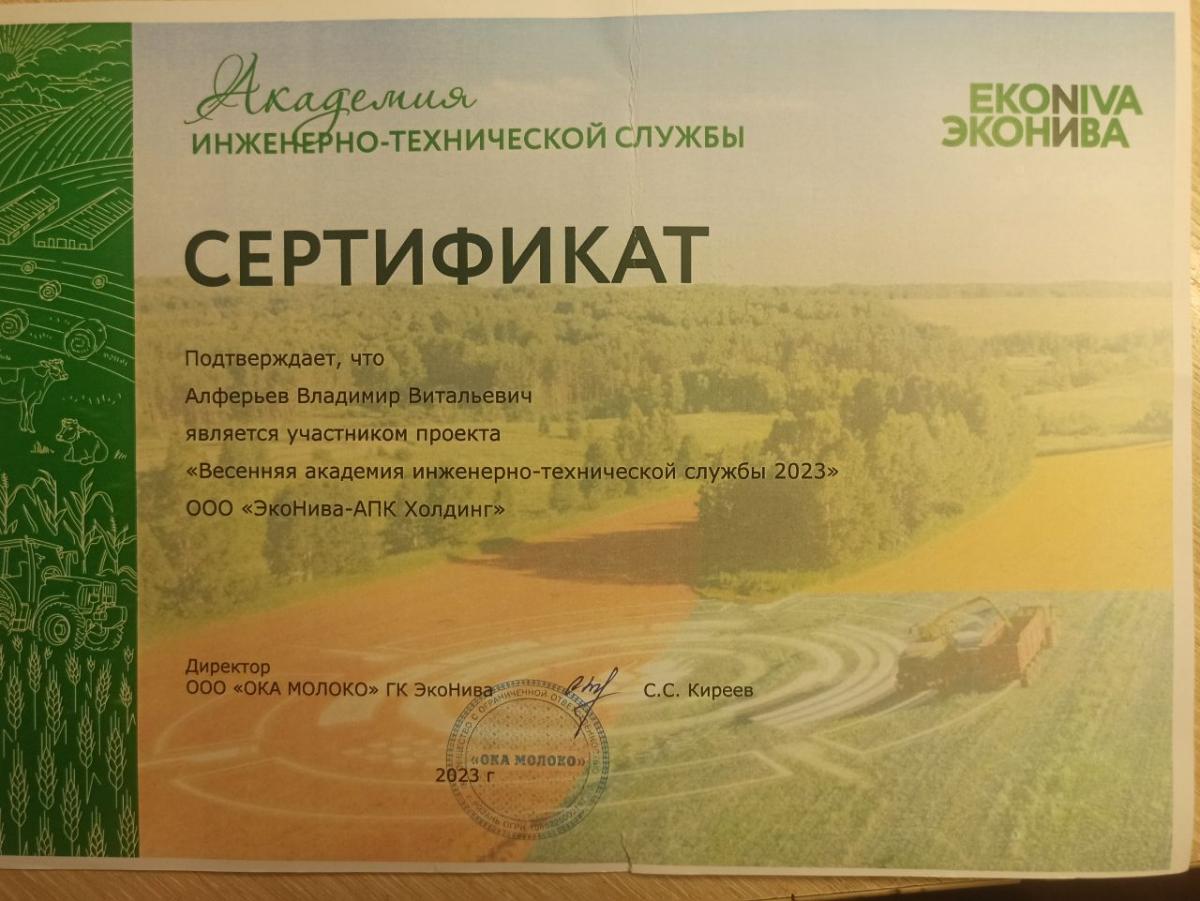 Академия
ИНЖЕНЕРНО-ТЕХНИЧЕСКОЙ СЛУЖБЫ
EKONIVA
ЭКОНИВА
СЕРТИФИКАТ
Подтверждает, что
Алферьев Владимир Витальевич
является участником проекта
«Весенняя академия инженерно-технической службы 2023»
ООО «ЭкоНива-АПК Холдинг»
Директор
ООО «ОКА МОЛОКО» ГК ЭкоНива
С.С. Киреев
С ОГРАНИЧЕННОЙ
«ОКА МОЛОКО»
2023 г